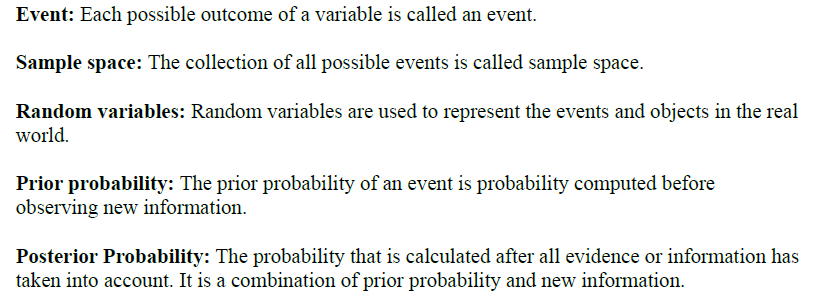 Event: Each possible outcome of a variable is called an event.
Sample space: The collection of all possible events is called sample space.
Random variables: Random variables are used to represent the events and objects in the real
world.
Prior probability: The prior probability of an event is probability computed before
observing new information.
Posterior Probability: The probability that is calculated after all evidence or information has
taken into account. It is a combination of prior probability and new information.